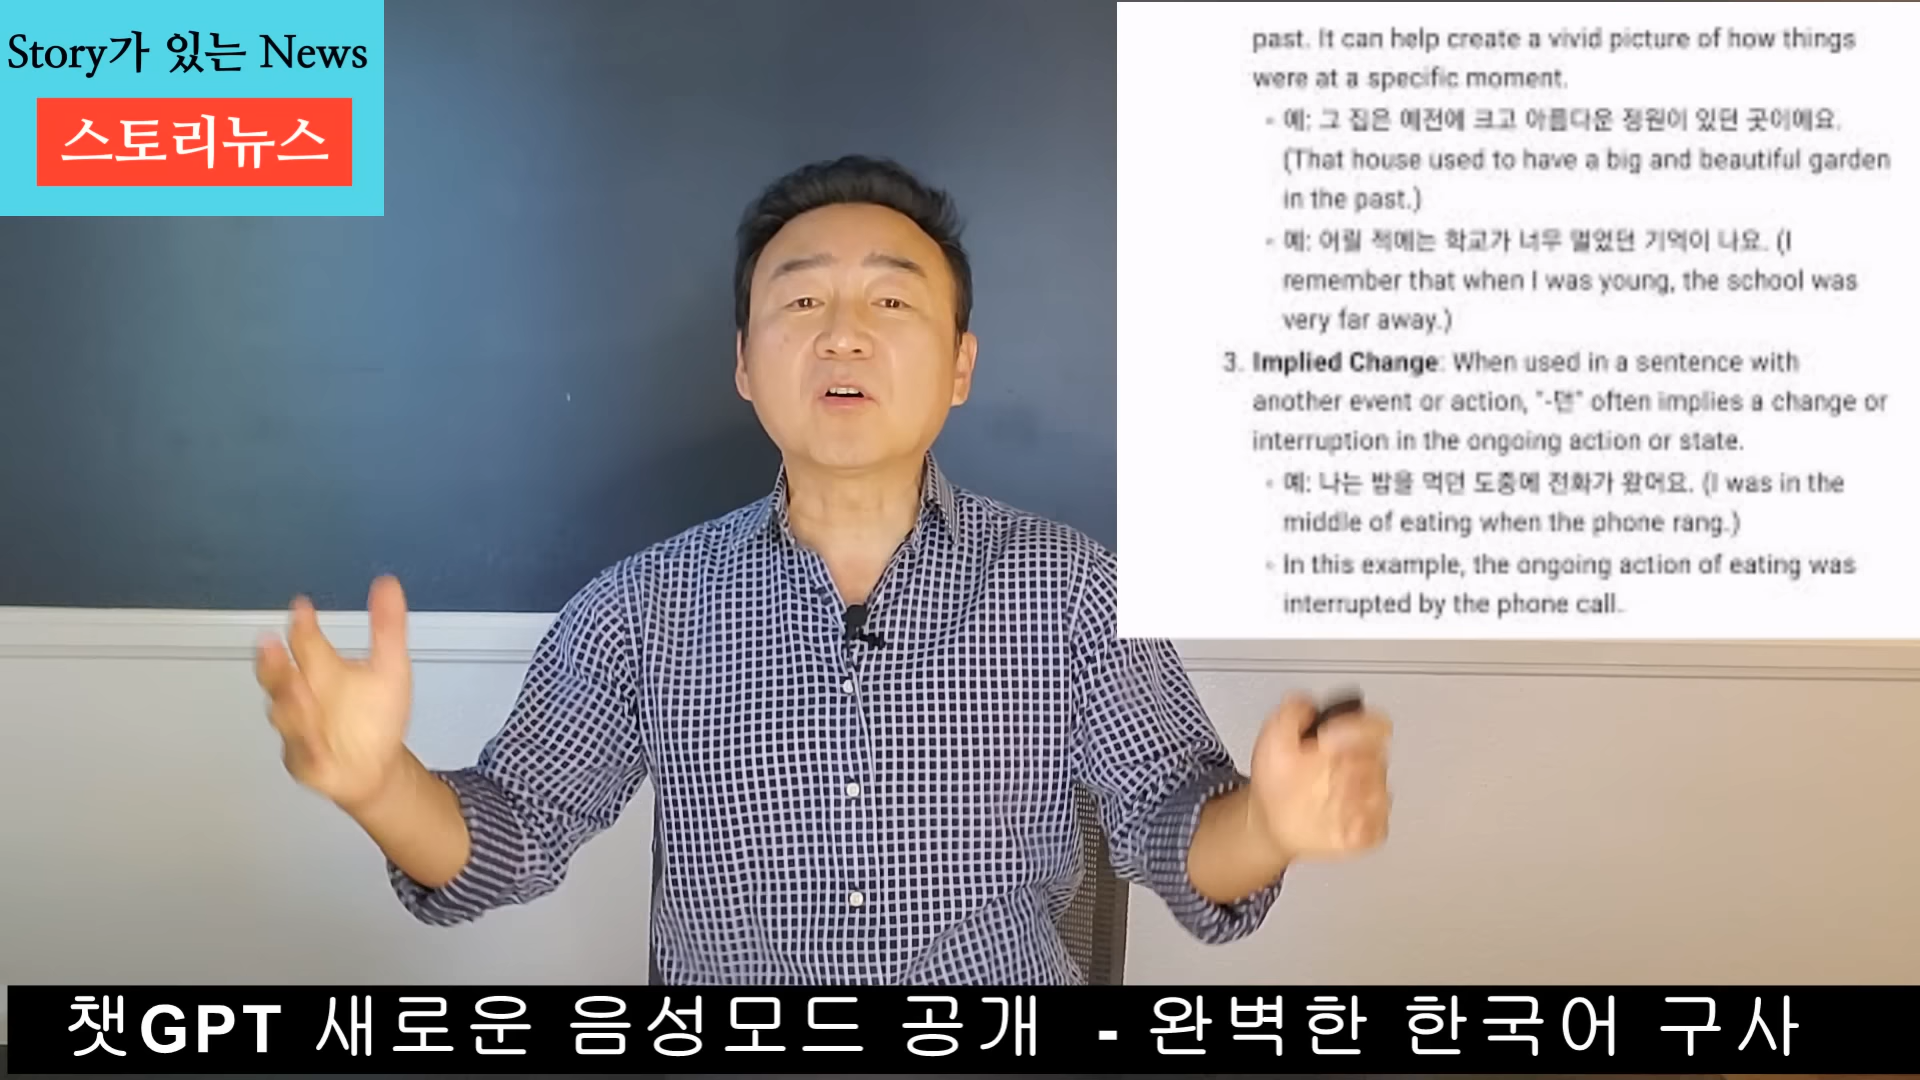 Story가 있는 News
스토리뉴스
past. It can help create a vivid picture of how things
were at a specific moment.
◦ 예: 그 집은 예전에 크고 아름다운 정원이 있던 곳이에요.
(That house used to have a big and beautiful garden
in the past.)
◦ 예: 어릴 적에는 학교가 너무 멀었던 기억이 나요. (I
remember that when I was young, the school was
very far away.)
3. Implied Change: When used in a sentence with
another event or action, "-던" often implies a change or
interruption in the ongoing action or state.
◦ 예: 나는 밥을 먹던 도중에 전화가 왔어요. (I was in the
middle of eating when the phone rang.)
◦ In this example, the ongoing action of eating was
interrupted by the phone call.
챗GPT 새로운 음성모드 공개 - 완벽한 한국어 구사